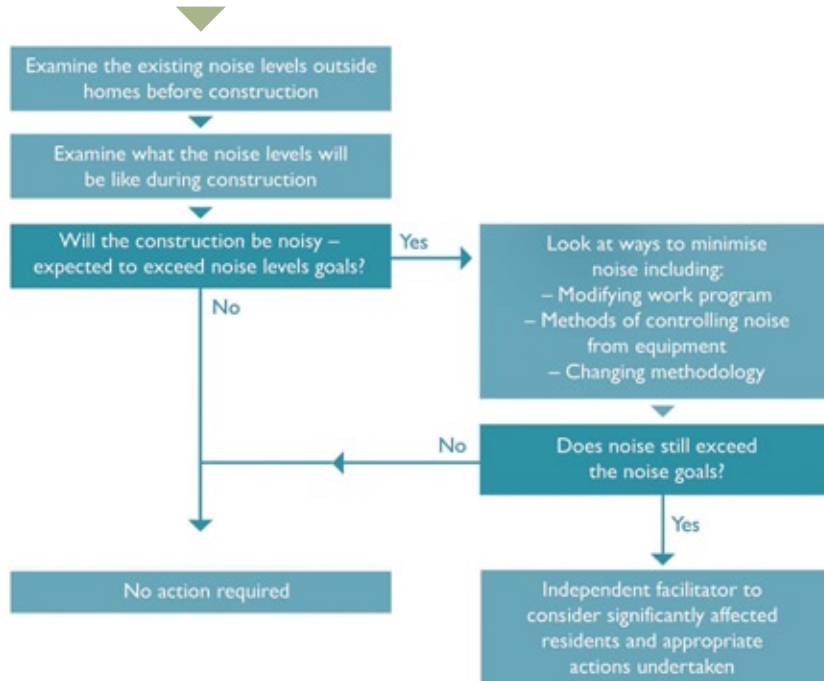 Examine the existing noise levels outside
homes before construction
Examine what the noise levels will
be like during construction
Will the construction be noisy –
expected to exceed noise levels goals?
Yes
No
Look at ways to minimise
noise including:
– Modifying work program
– Methods of controlling noise
from equipment
– Changing methodology
Does noise still exceed
the noise goals?
No
Yes
No action required
Independent facilitator to
consider significantly affected
residents and appropriate
actions undertaken